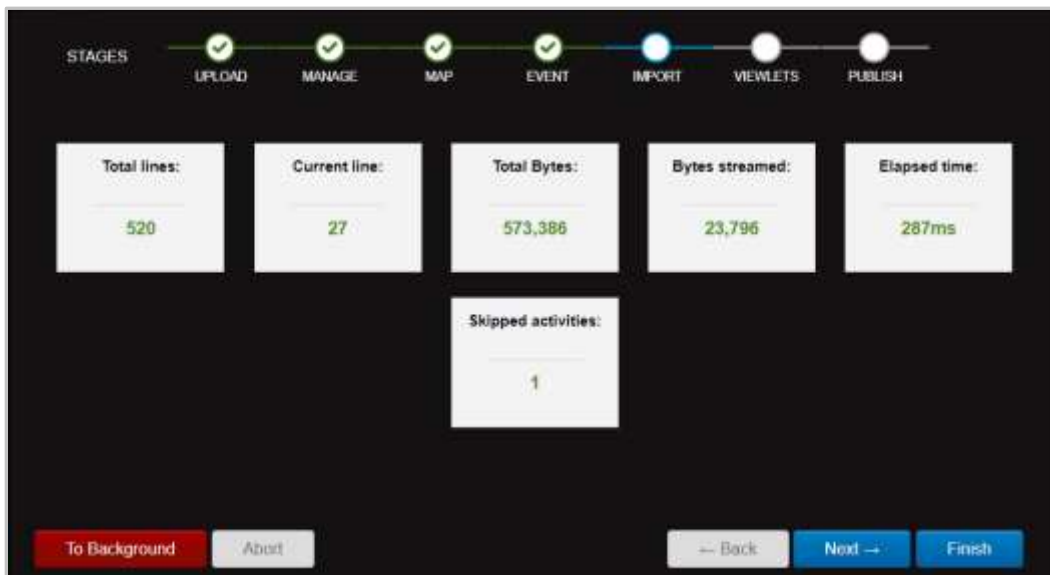 STAGES
UPLOAD MANAGE MAP EVENT IMPORT VIEWLETS PUBLISH
Total lines: Current line: Total Bytes: Bytes streamed: Elapsed time:
520 27 573,386 23,796 287ms
Skipped activities:
1
To Background Abort ← Back Next → Finish